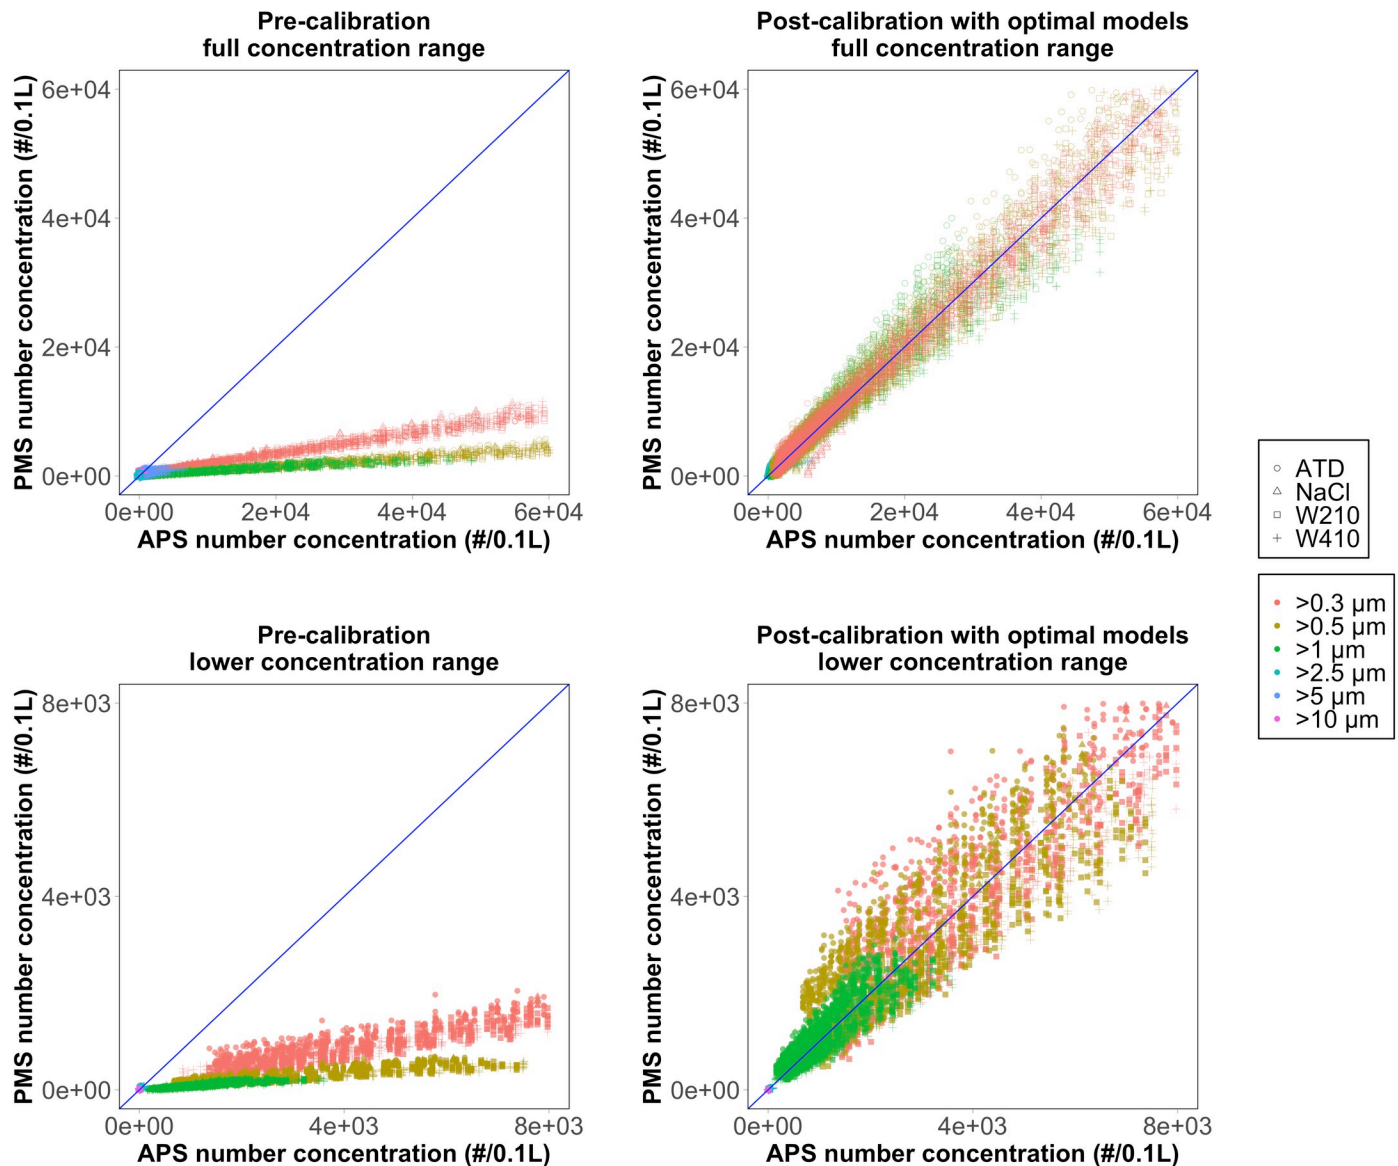 Pre-calibration
full concentration range
PMS number concentration (#/0.1L)
6e+04
4e+04
2e+04
0e+00
0e+00 2e+04 4e+04 6e+04
APS number concentration (#/0.1L)
Post-calibration with optimal models
full concentration range
PMS number concentration (#/0.1L)
6e+04
4e+04
2e+04
0e+00
0e+00 2e+04 4e+04 6e+04
APS number concentration (#/0.1L)
ATD
NaCl
W210
W410
>0.3 µm
>0.5 µm
>1 µm
>2.5 µm
>5 µm
>10 µm
Pre-calibration
lower concentration range
PMS number concentration (#/0.1L)
8e+03
4e+03
0e+00
0e+00 4e+03 8e+03
APS number concentration (#/0.1L)
Post-calibration with optimal models
lower concentration range
PMS number concentration (#/0.1L)
8e+03
4e+03
0e+00
0e+00 4e+03 8e+03
APS number concentration (#/0.1L)